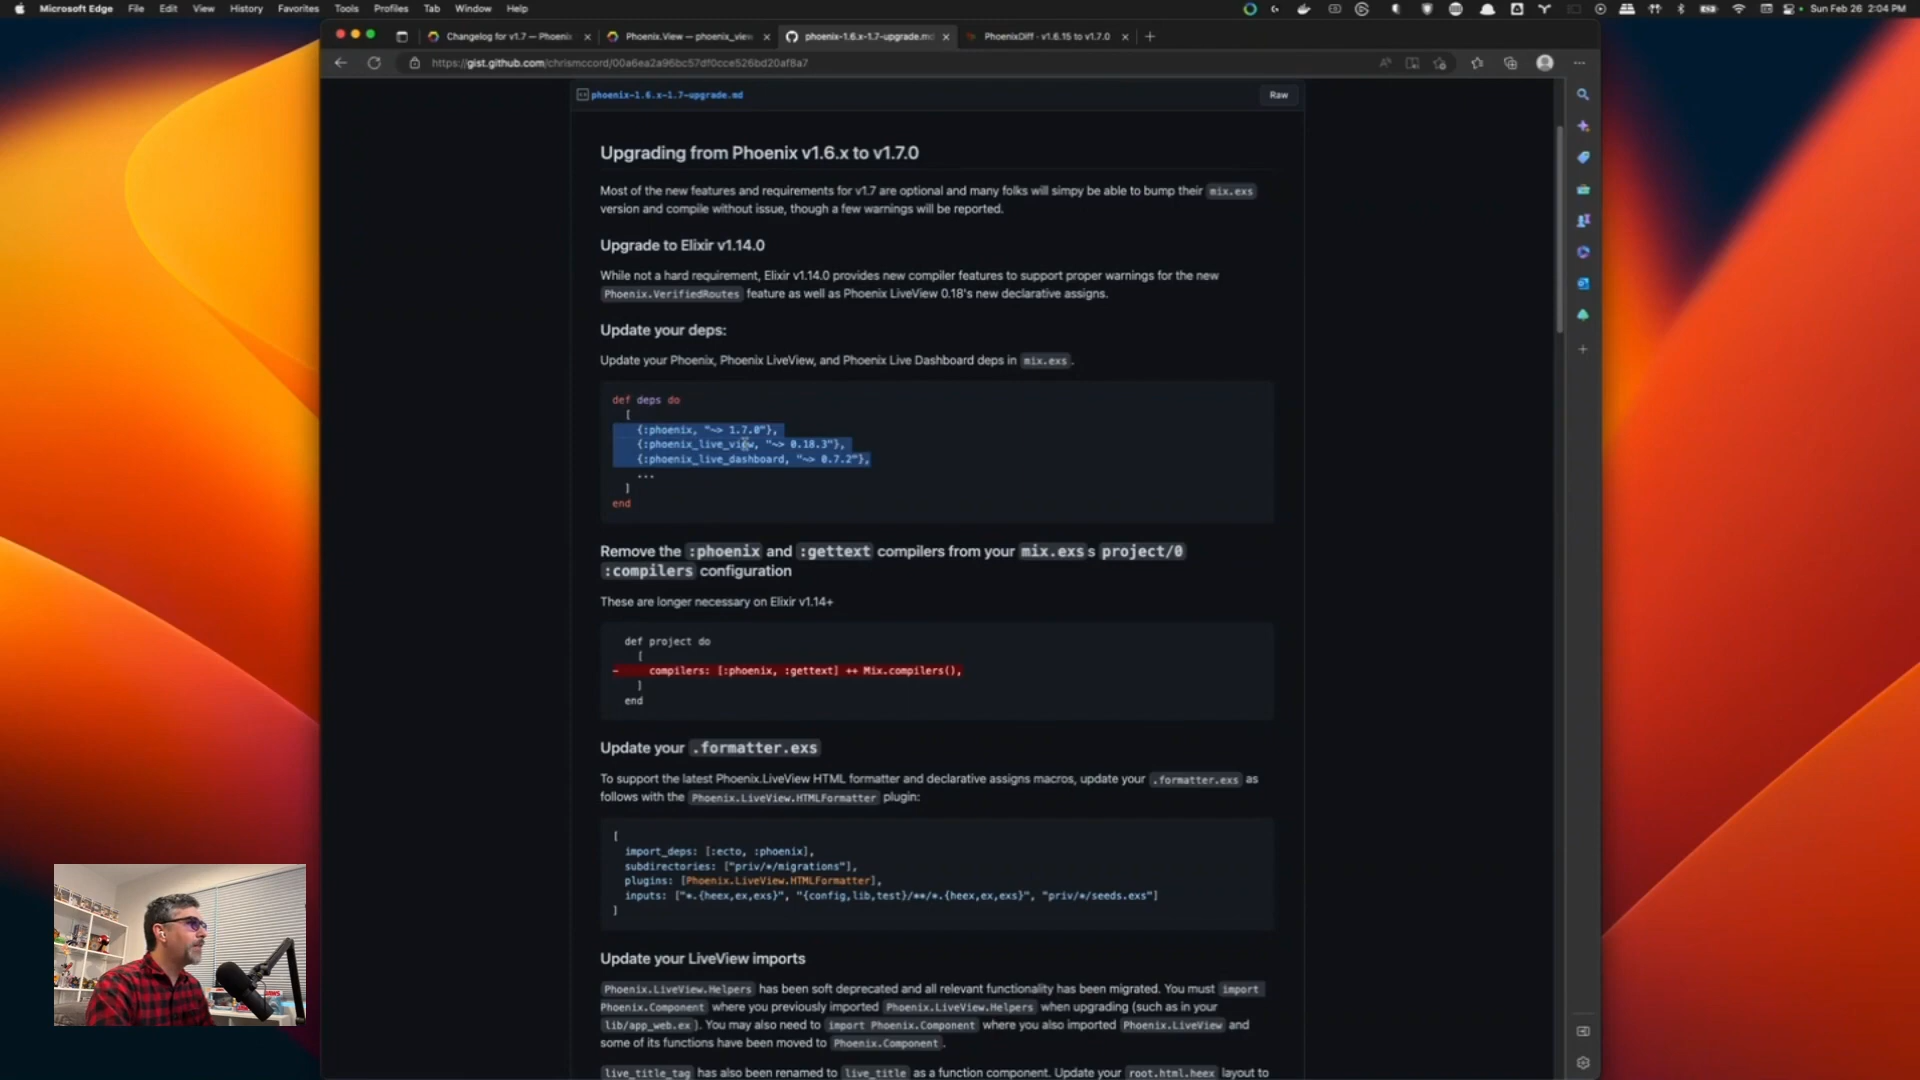 Microsoft Edge File Edit View History Favorites Tools Profiles Tab Window Help Sun Feb 26 2:04 PM
Changelog for v1.7 — Phoenix Phoenix.View — phoenix_view phoenix-1.6.x-1.7-upgrade.md PhoenixDiff · v1.6.15 to v1.7.0
https://gist.github.com/chrismccord/00a6ea2a96bc57df0cce526bd20af8a7
phoenix-1.6.x-1.7-upgrade.md Raw
Upgrading from Phoenix v1.6.x to v1.7.0
Most of the new features and requirements for v1.7 are optional and many folks will simpy be able to bump their mix.exs
version and compile without issue, though a few warnings will be reported.
Upgrade to Elixir v1.14.0
While not a hard requirement, Elixir v1.14.0 provides new compiler features to support proper warnings for the new
Phoenix.VerifiedRoutes feature as well as Phoenix LiveView 0.18's new declarative assigns.
Update your deps:
Update your Phoenix, Phoenix LiveView, and Phoenix Live Dashboard deps in mix.exs .
def deps do
[
{:phoenix, "~> 1.7.0"},
{:phoenix_live_view, "~> 0.18.3"},
{:phoenix_live_dashboard, "~> 0.7.2"},
...
]
end
Remove the :phoenix and :gettext compilers from your mix.exs s project/0
:compilers configuration
These are longer necessary on Elixir v1.14+
def project do
[
- compilers: [:phoenix, :gettext] ++ Mix.compilers(),
]
end
Update your .formatter.exs
To support the latest Phoenix.LiveView HTML formatter and declarative assigns macros, update your .formatter.exs as
follows with the Phoenix.LiveView.HTMLFormatter plugin:
[
import_deps: [:ecto, :phoenix],
subdirectories: ["priv/*/migrations"],
plugins: [Phoenix.LiveView.HTMLFormatter],
inputs: ["*.{heex,ex,exs}", "{config,lib,test}/**/*.{heex,ex,exs}", "priv/*/seeds.exs"]
]
Update your LiveView imports
Phoenix.LiveView.Helpers has been soft deprecated and all relevant functionality has been migrated. You must import
Phoenix.Component where you previously imported Phoenix.LiveView.Helpers when upgrading (such as in your
lib/app_web.ex ). You may also need to import Phoenix.Component where you also imported Phoenix.LiveView and
some of its functions have been moved to Phoenix.Component .
live_title_tag has also been renamed to live_title as a function component. Update your root.html.heex layout to